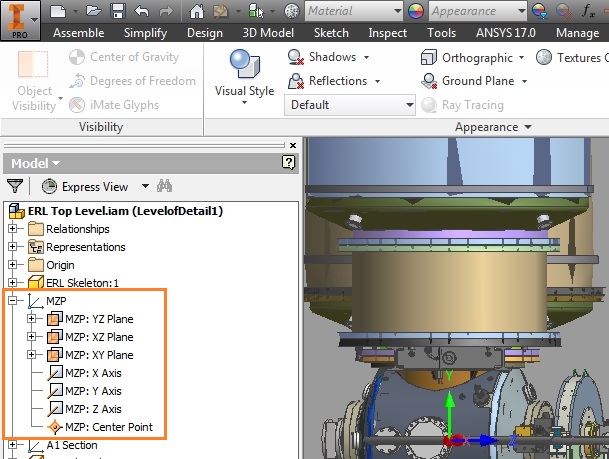 Material
Appearance
PRO
Assemble Simplify Design 3D Model Sketch Inspect Tools ANSYS 17.0 Manage
Object Visibility
Center of Gravity
Degrees of Freedom
iMate Glyphs
Visibility
Visual Style
Shadows
Reflections
Default
Orthographic
Ground Plane
Ray Tracing
Textures
Appearance
Model
Express View
ERL Top Level.iam (LevelofDetail1)
Relationships
Representations
Origin
ERL Skeleton:1
MZP
MZP: YZ Plane
MZP: XZ Plane
MZP: XY Plane
MZP: X Axis
MZP: Y Axis
MZP: Z Axis
MZP: Center Point
A1 Section
Y
Z